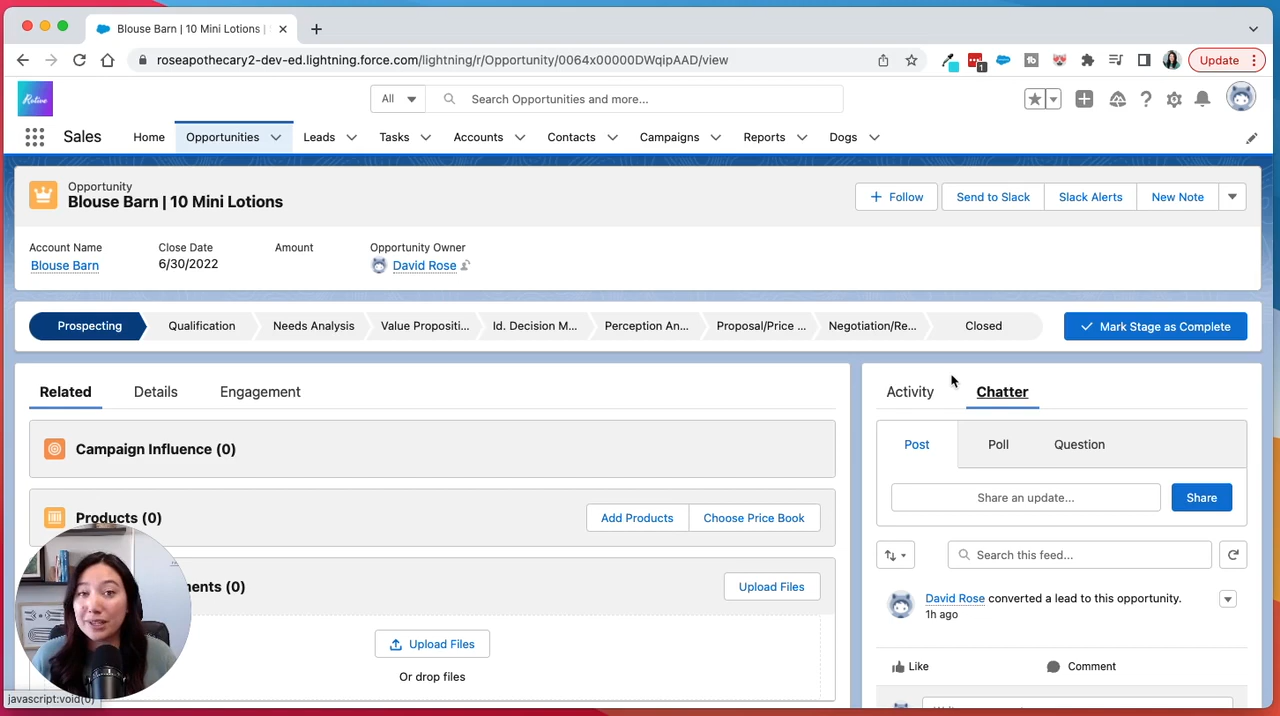 Blouse Barn | 10 Mini Lotions |
roseapothecary2-dev-ed.lightning.force.com/lightning/r/Opportunity/0064x00000DWqipAAD/view
1
Update
Rative
All
Search Opportunities and more...
Sales
Home
Opportunities
Leads
Tasks
Accounts
Contacts
Campaigns
Reports
Dogs
Opportunity
Blouse Barn | 10 Mini Lotions
Follow
Send to Slack
Slack Alerts
New Note
Account Name
Close Date
Amount
Opportunity Owner
Blouse Barn
6/30/2022
David Rose
Prospecting
Qualification
Needs Analysis
Value Propositi...
Id. Decision M...
Perception An...
Proposal/Price ...
Negotiation/Re...
Closed
Mark Stage as Complete
Related
Details
Engagement
Activity
Chatter
Campaign Influence (0)
Products (0)
Add Products
Choose Price Book
ments (0)
Upload Files
Upload Files
Or drop files
Post
Poll
Question
Share an update...
Share
Search this feed...
David Rose converted a lead to this opportunity.
1h ago
Like
Comment
javascript:void(0)